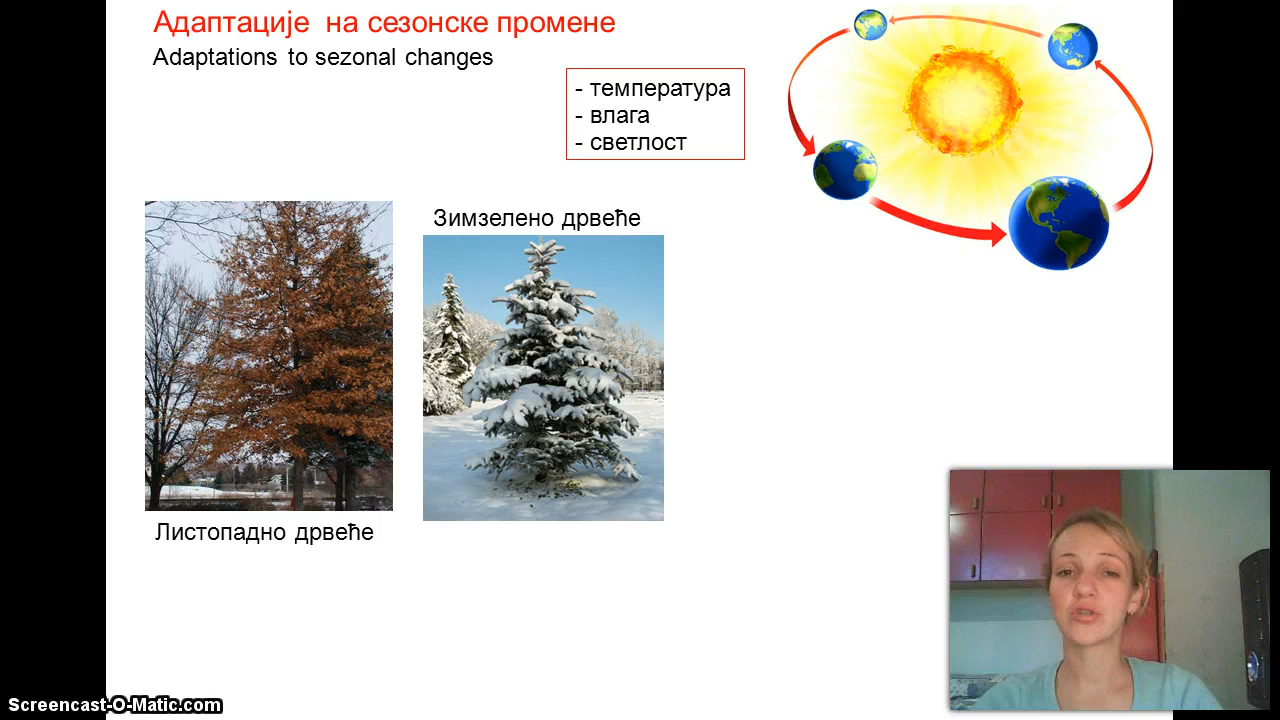 Адаптације на сезонске промене
Adaptations to sezonal changes
- температура
- влага
- светлост
Зимзелено дрвеће
Листопадно дрвеће
Screencast-O-Matic.com